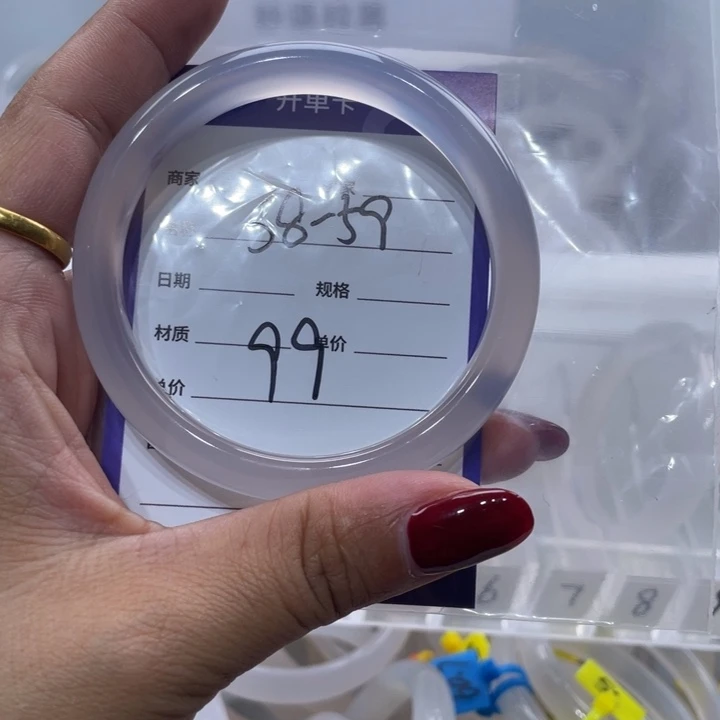 开单卡
商家
58-59
日期 规格
材质 99 单价
单价
6 7 8